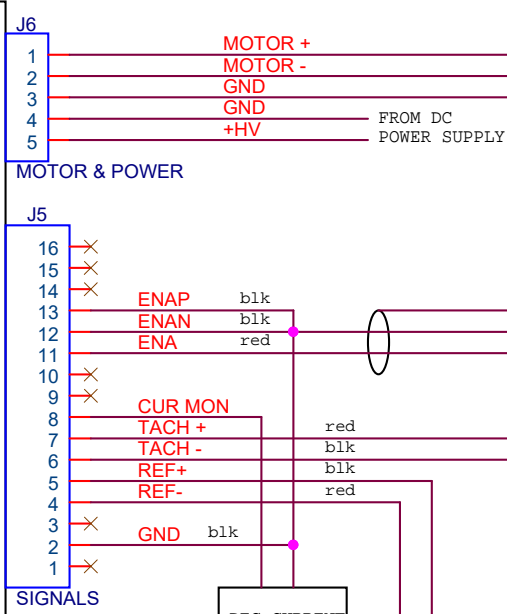 J6
1 MOTOR +
2 MOTOR -
3 GND
4 GND FROM DC
5 +HV POWER SUPPLY
MOTOR & POWER
J5
16
15
14
13 ENAP blk
12 ENAN blk
11 ENA red
10
9
8 CUR MON
7 TACH + red
6 TACH - blk
5 REF+ blk
4 REF- red
3
2 GND blk
1
SIGNALS